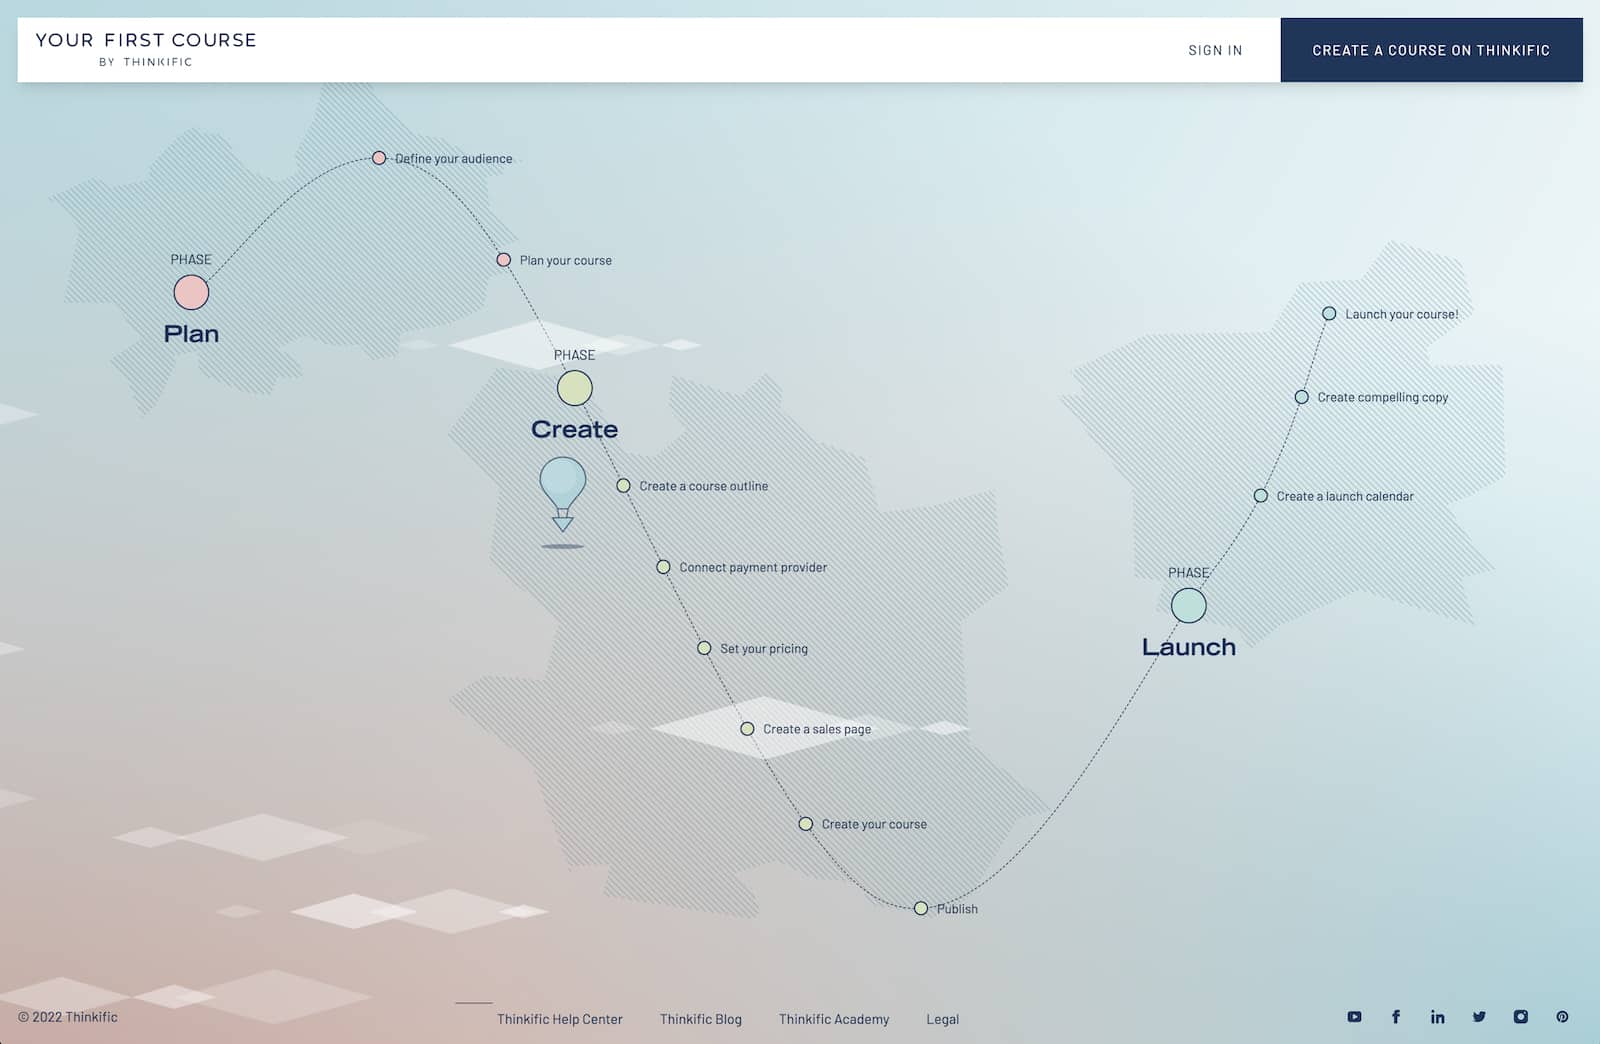 YOUR FIRST COURSE
BY THINKIFIC
SIGN IN
CREATE A COURSE ON THINKIFIC
Define your audience
PHASE
Plan
Plan your course
PHASE
Create
Create a course outline
Connect payment provider
Set your pricing
Create a sales page
Create your course
Publish
Launch your course!
Create compelling copy
Create a launch calendar
PHASE
Launch
© 2022 Thinkific
Thinkific Help Center
Thinkific Blog
Thinkific Academy
Legal